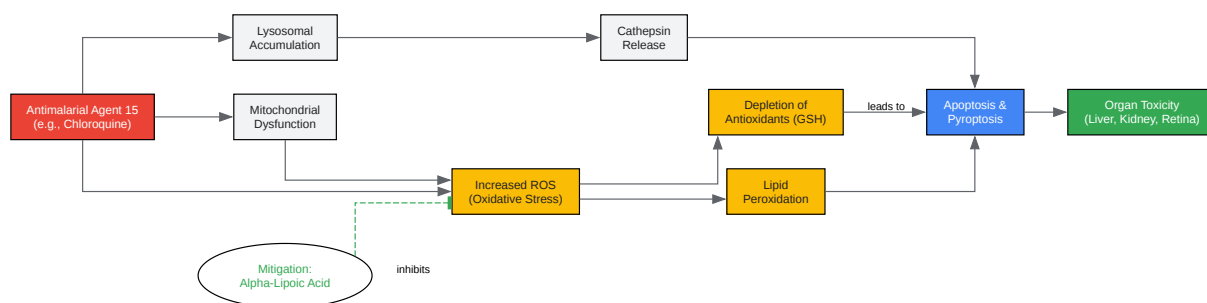 Lysosomal
Accumulation
Cathepsin
Release
Antimalarial Agent 15
(e.g., Chloroquine)
Mitochondrial
Dysfunction
Depletion of
Antioxidants (GSH)
leads to
Apoptosis &
Pyroptosis
Organ Toxicity
(Liver, Kidney, Retina)
Increased ROS
(Oxidative Stress)
Lipid
Peroxidation
Mitigation:
Alpha-Lipoic Acid
inhibits